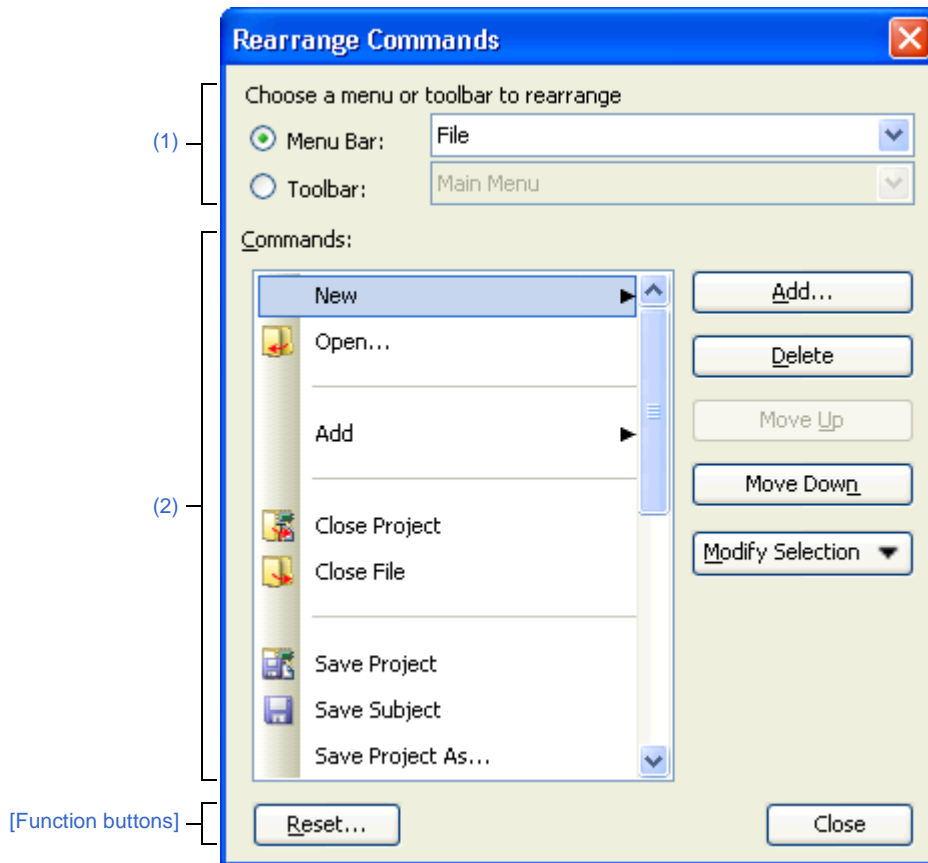 Rearrange Commands
Choose a menu or toolbar to rearrange
(1)
Menu Bar:
File
Toolbar:
Main Menu
(2)
Commands:
New
Open...
Add
Close Project
Close File
Save Project
Save Subject
Save Project As...
Add...
Delete
Move Up
Move Down
Modify Selection
[Function buttons]
Reset...
Close